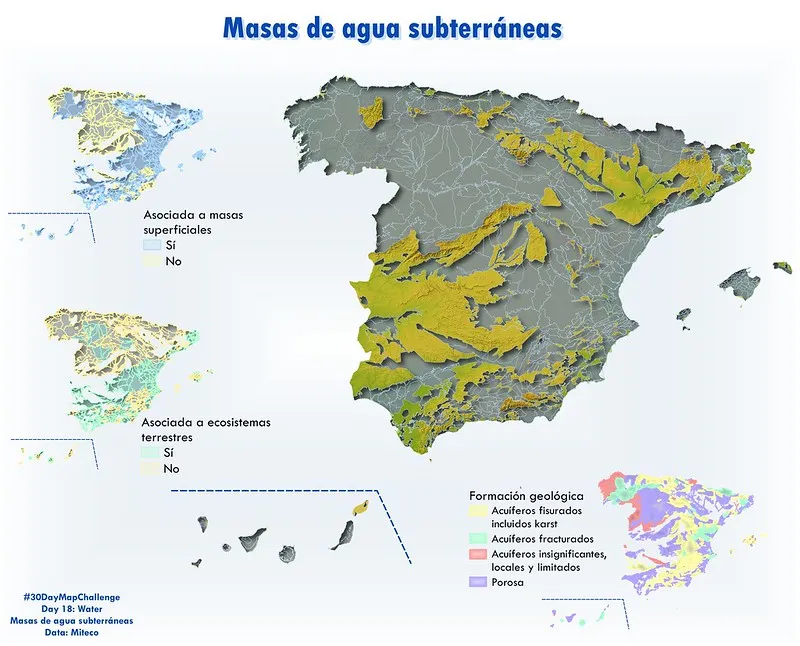 Masas de agua subterráneas
Asociada a masas
superficiales
Sí
No
Asociada a ecosistemas
terrestres
Sí
No
Formación geológica
Acuíferos fisurados
incluidos karst
Acuíferos fracturados
Acuíferos insignificantes,
locales y limitados
Porosa
#30DayMapChallenge
Day 18: Water
Masas de agua subterráneas
Data: Miteco